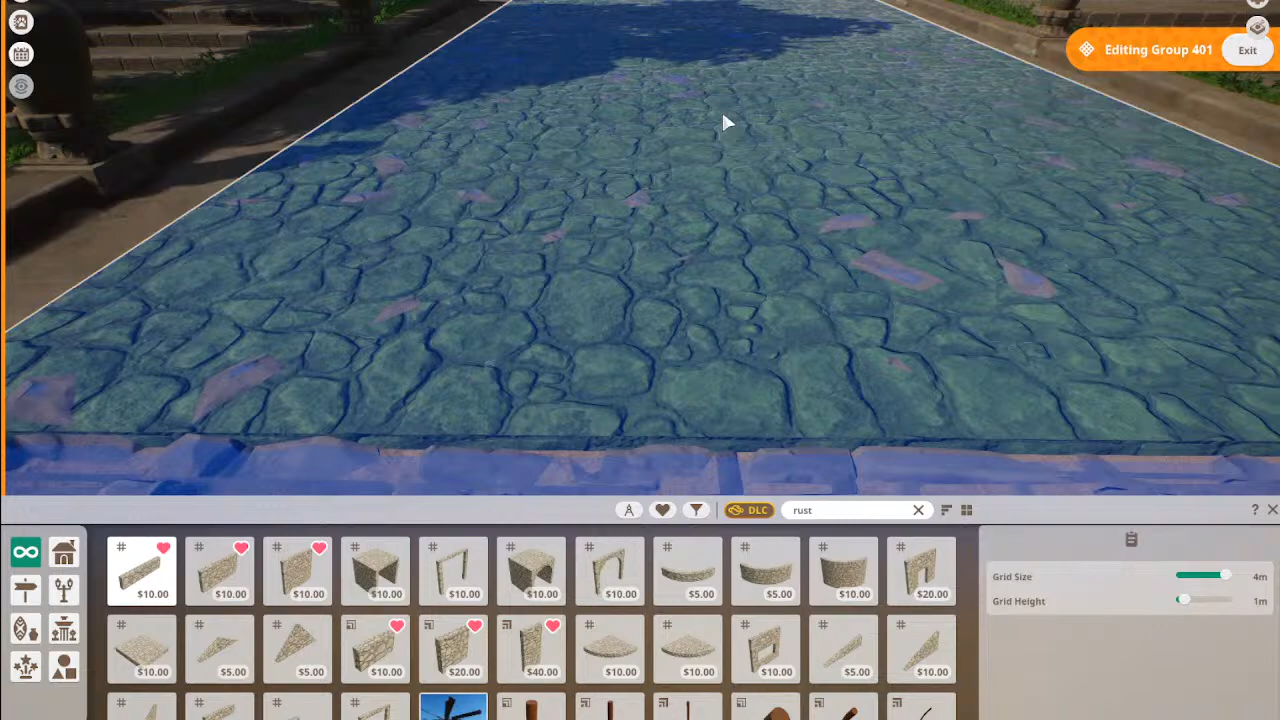 Editing Group 401 Exit
A DLC rust ? X
# $10.00 # $10.00 # $10.00 # $10.00 # $10.00 # $10.00 # $10.00 # $5.00 # $5.00 # $10.00 # $20.00
Grid Size 4m
Grid Height 1m
# $10.00 # $5.00 # $5.00 $10.00 $20.00 $40.00 # $10.00 # $10.00 # $10.00 # $5.00 # $10.00